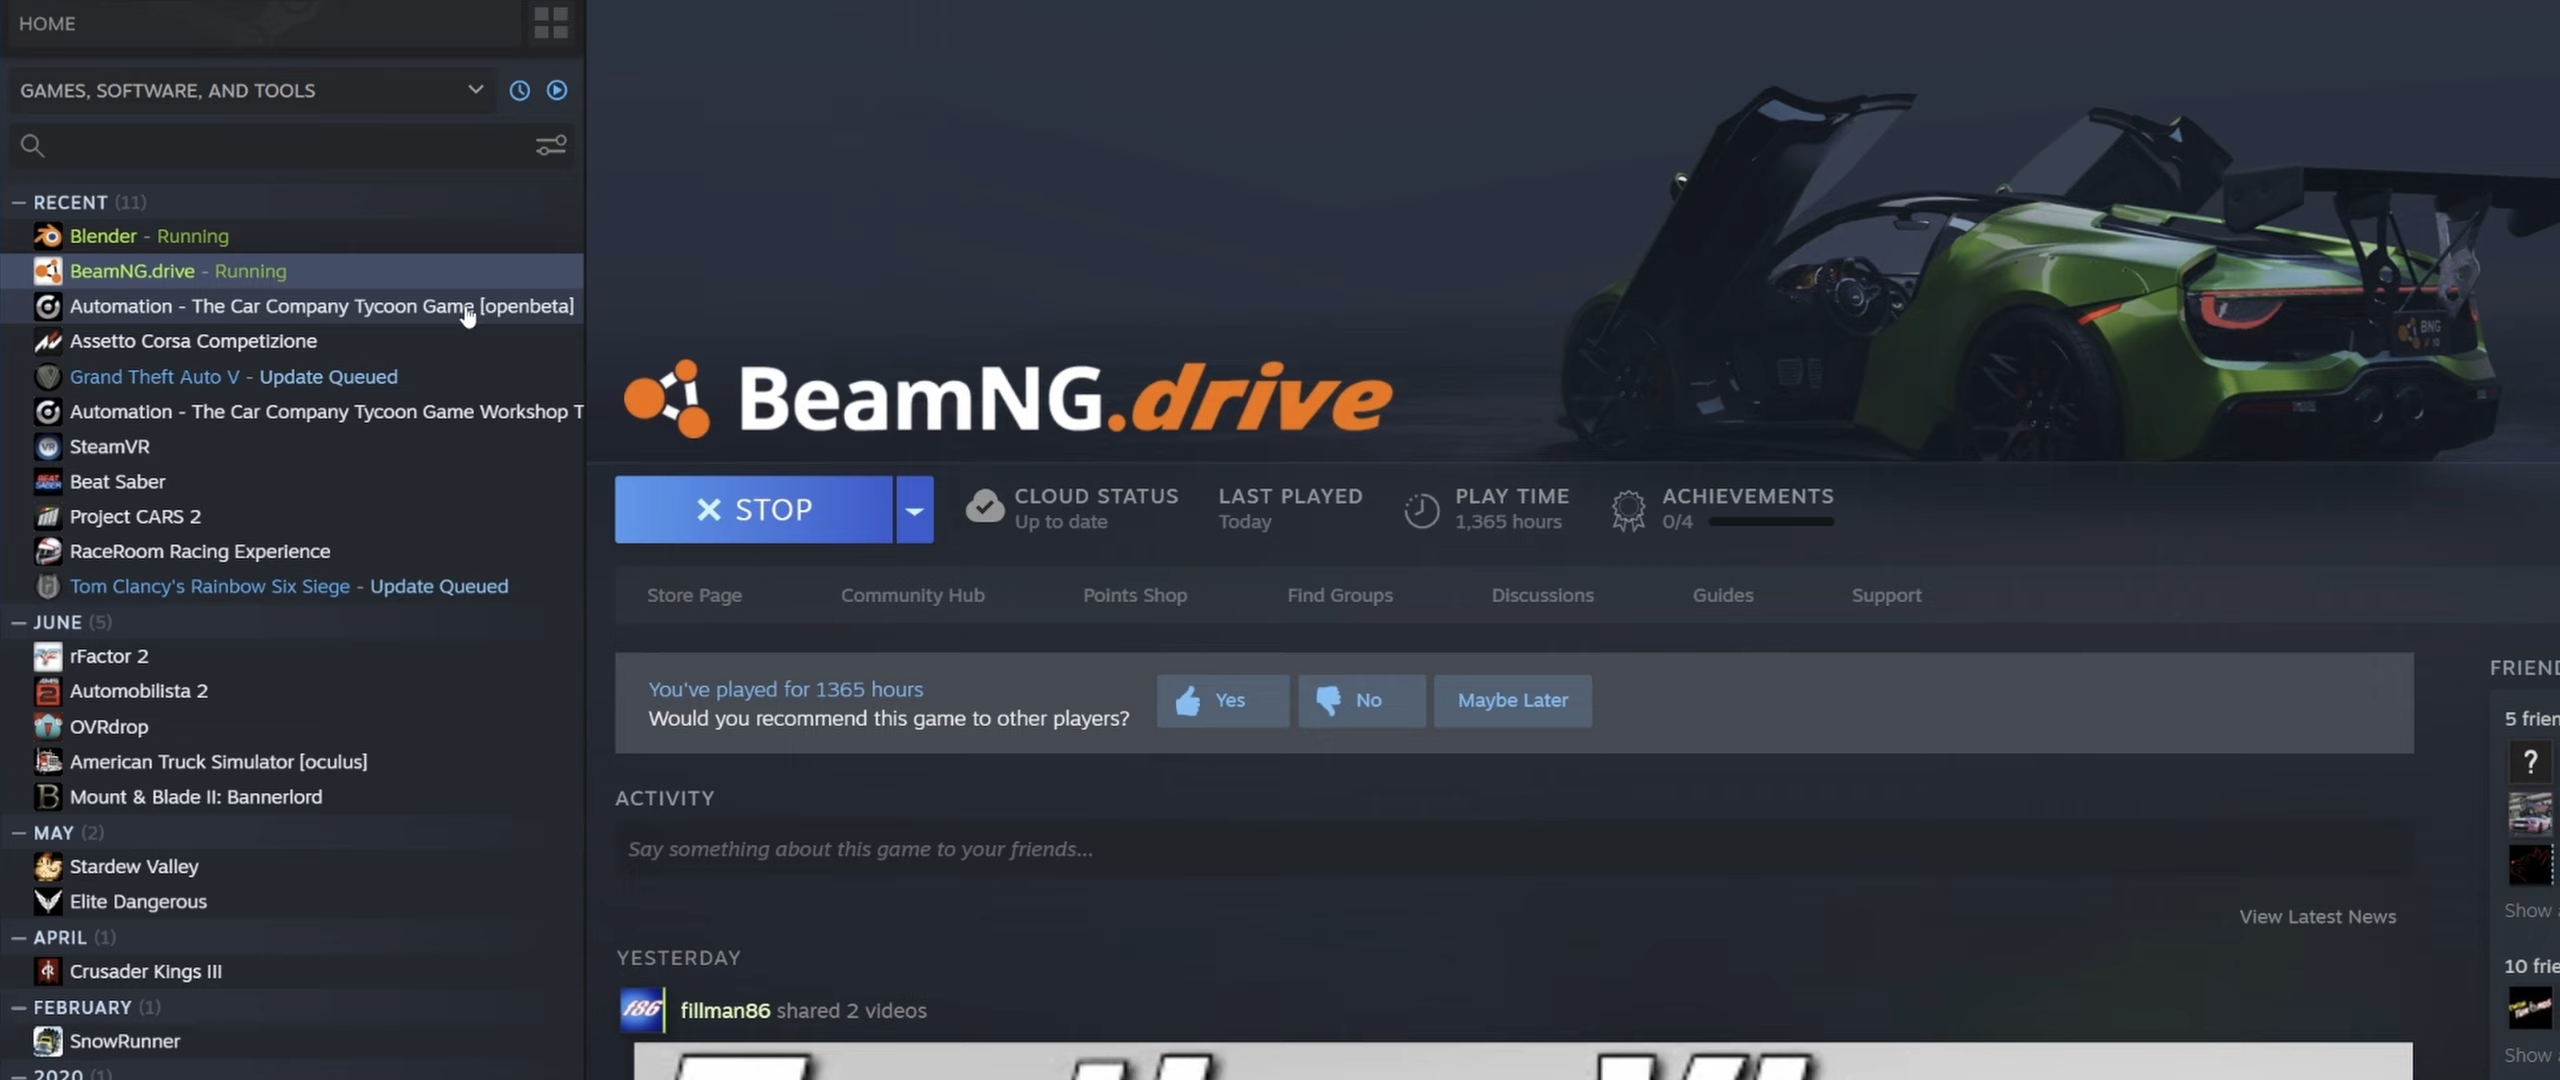 HOME
GAMES, SOFTWARE, AND TOOLS
RECENT (11)
Blender - Running
BeamNG.drive - Running
Automation - The Car Company Tycoon Game [openbeta]
Assetto Corsa Competizione
Grand Theft Auto V - Update Queued
Automation - The Car Company Tycoon Game Workshop T
SteamVR
Beat Saber
Project CARS 2
RaceRoom Racing Experience
Tom Clancy's Rainbow Six Siege - Update Queued
JUNE (5)
rFactor 2
Automobilista 2
OVRdrop
American Truck Simulator [oculus]
Mount & Blade II: Bannerlord
MAY (2)
Stardew Valley
Elite Dangerous
APRIL (1)
Crusader Kings III
FEBRUARY (1)
SnowRunner
2020 (1)
BNG
BeamNG.drive
STOP
CLOUD STATUS
Up to date
LAST PLAYED
Today
PLAY TIME
1,365 hours
ACHIEVEMENTS
0/4
Store Page
Community Hub
Points Shop
Find Groups
Discussions
Guides
Support
You've played for 1365 hours
Would you recommend this game to other players?
Yes
No
Maybe Later
ACTIVITY
Say something about this game to your friends...
View Latest News
YESTERDAY
f86
fillman86 shared 2 videos
FRIEND
5 frien
?
Show
10 frie
Show